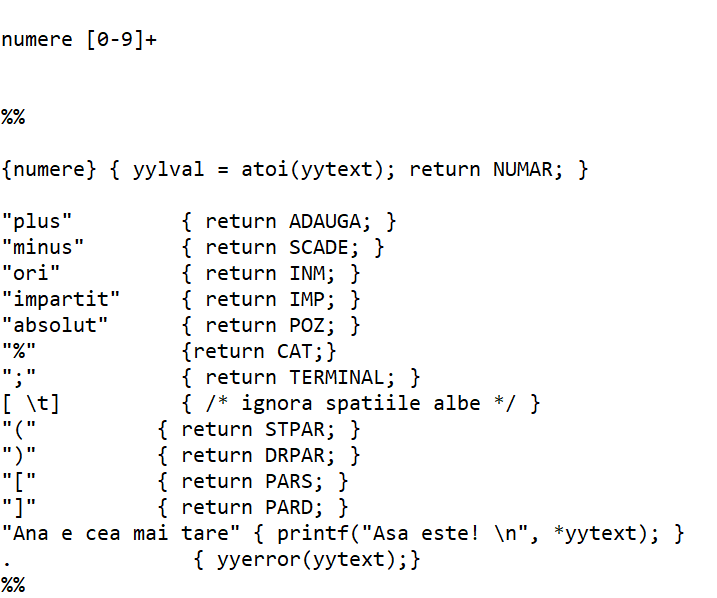 numere [0-9]+
%%
{numere} { yylval = atoi(yytext); return NUMAR; }
"plus" { return ADAUGA; }
"minus" { return SCADE; }
"ori" { return INM; }
"impartit" { return IMP; }
"absolut" { return POZ; }
"%" {return CAT;}
";" { return TERMINAL; }
[ \t] { /* ignora spatiile albe */ }
"(" { return STPAR; }
")" { return DRPAR; }
"[" { return PARS; }
"]" { return PARD; }
"Ana e cea mai tare" { printf("Asa este! \n", *yytext); }
. { yyerror(yytext);}
%%